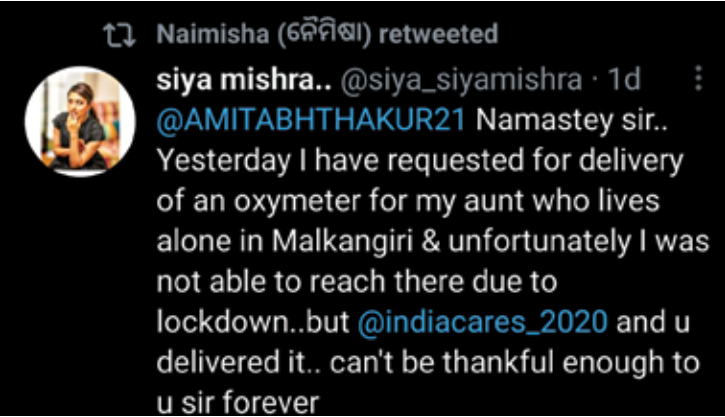 Naimisha (ନୈମିଷା) retweeted
siya mishra.. @siya_siyamishra · 1d
@AMITABHTHAKUR21 Namastey sir..
Yesterday I have requested for delivery
of an oxymeter for my aunt who lives
alone in Malkangiri & unfortunately I was
not able to reach there due to
lockdown..but @indiacares_2020 and u
delivered it.. can't be thankful enough to
u sir forever